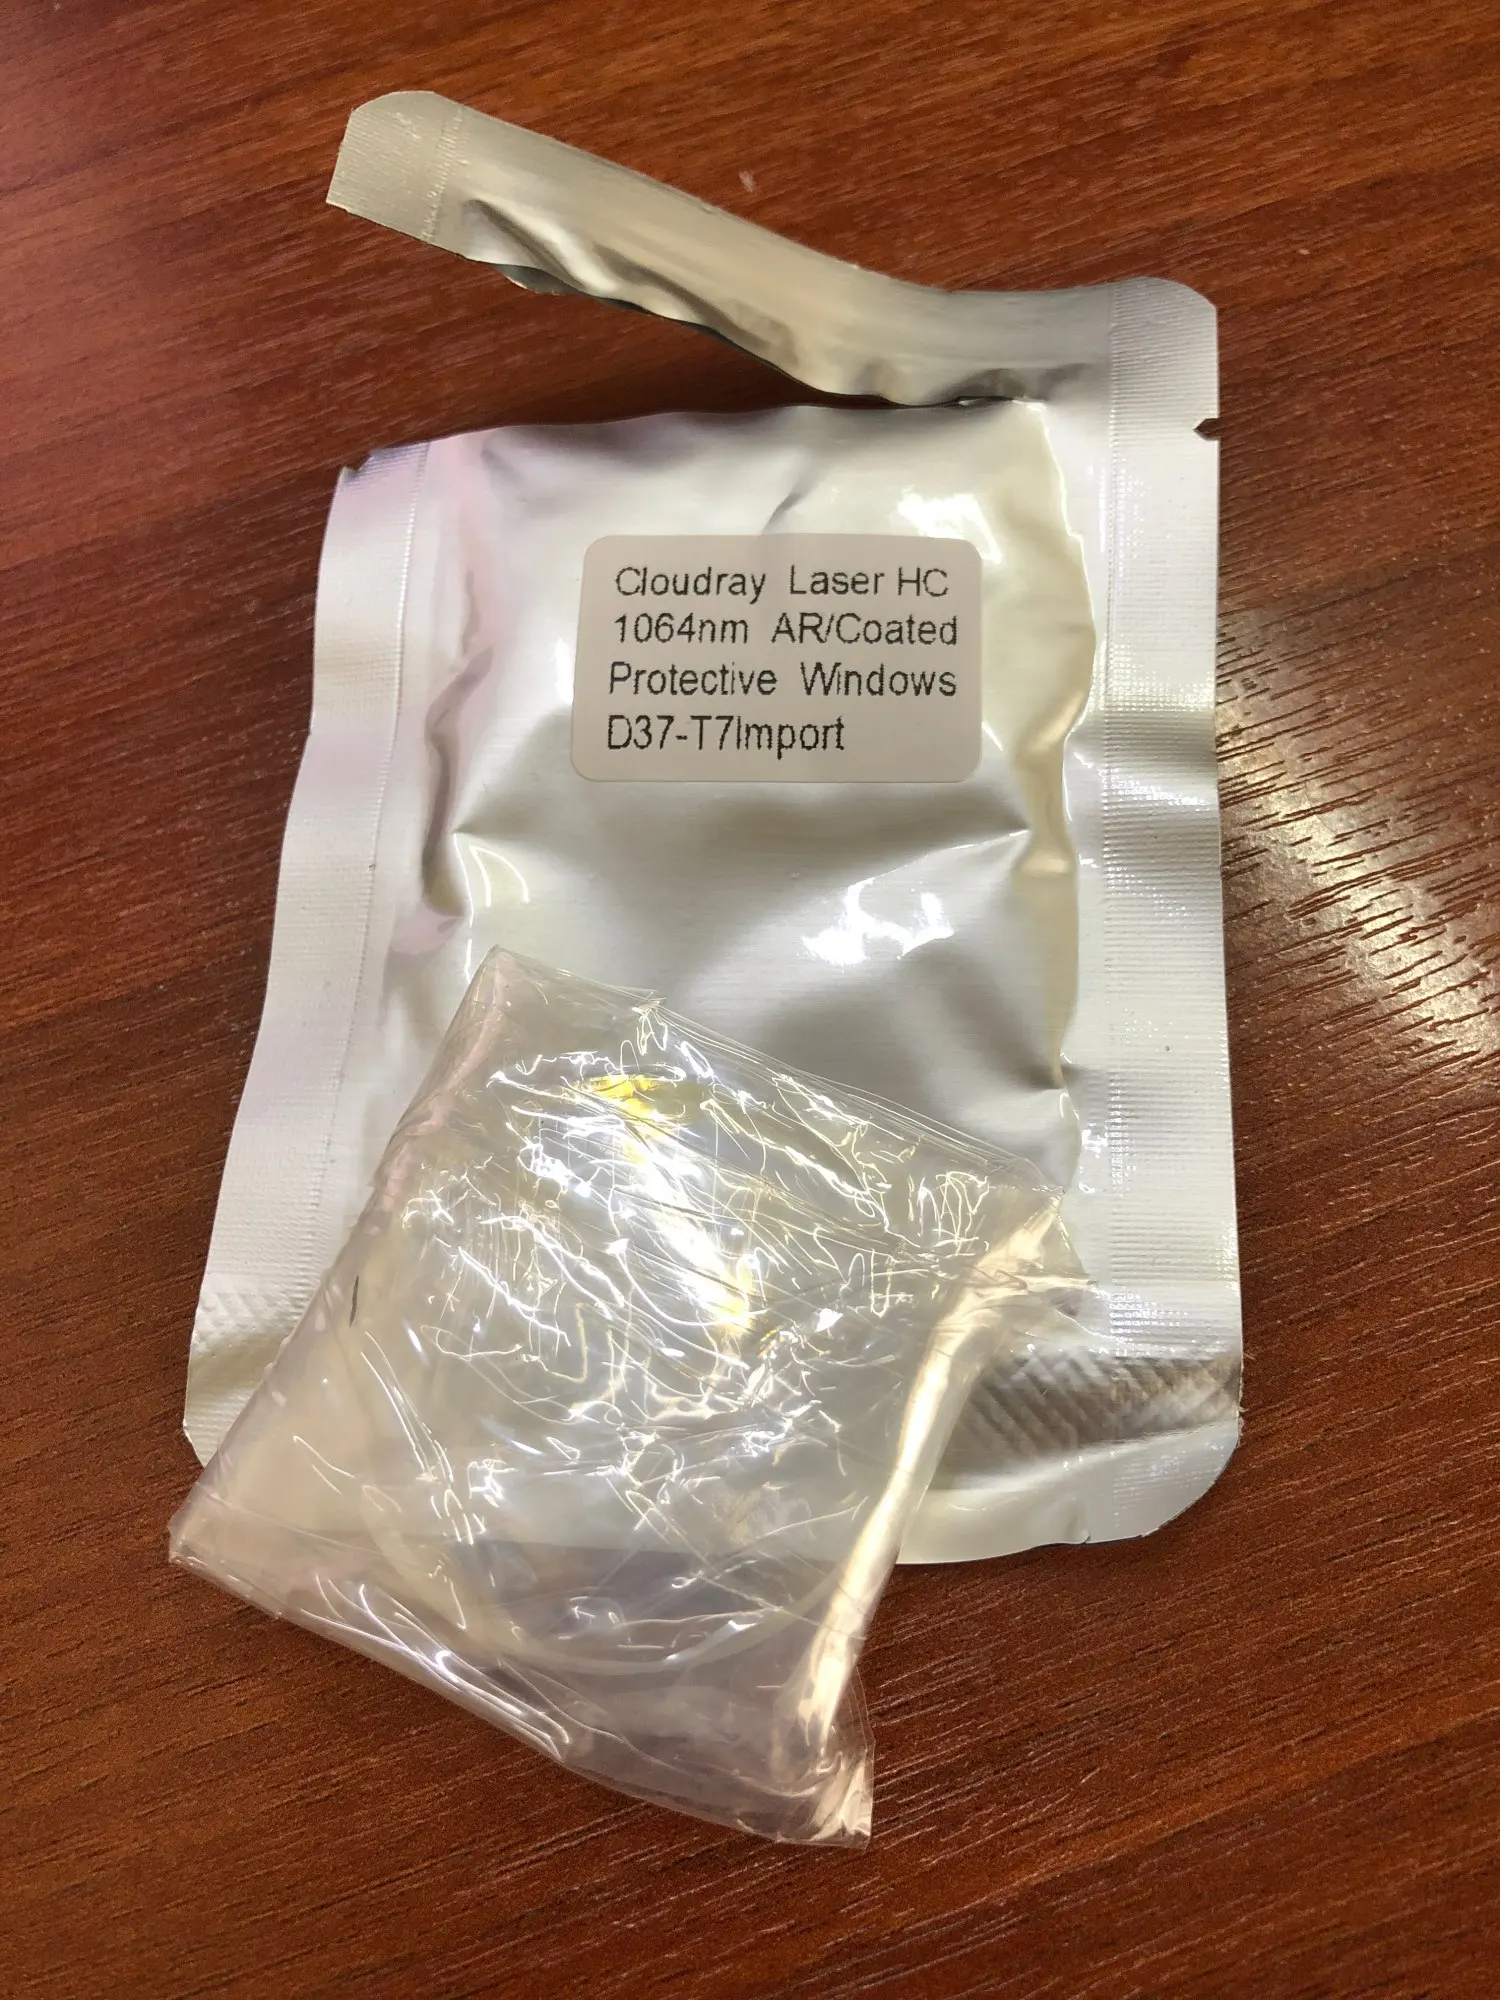 Cloudray Laser HC
1064nm AR/Coated
Protective Windows
D37-T7Import